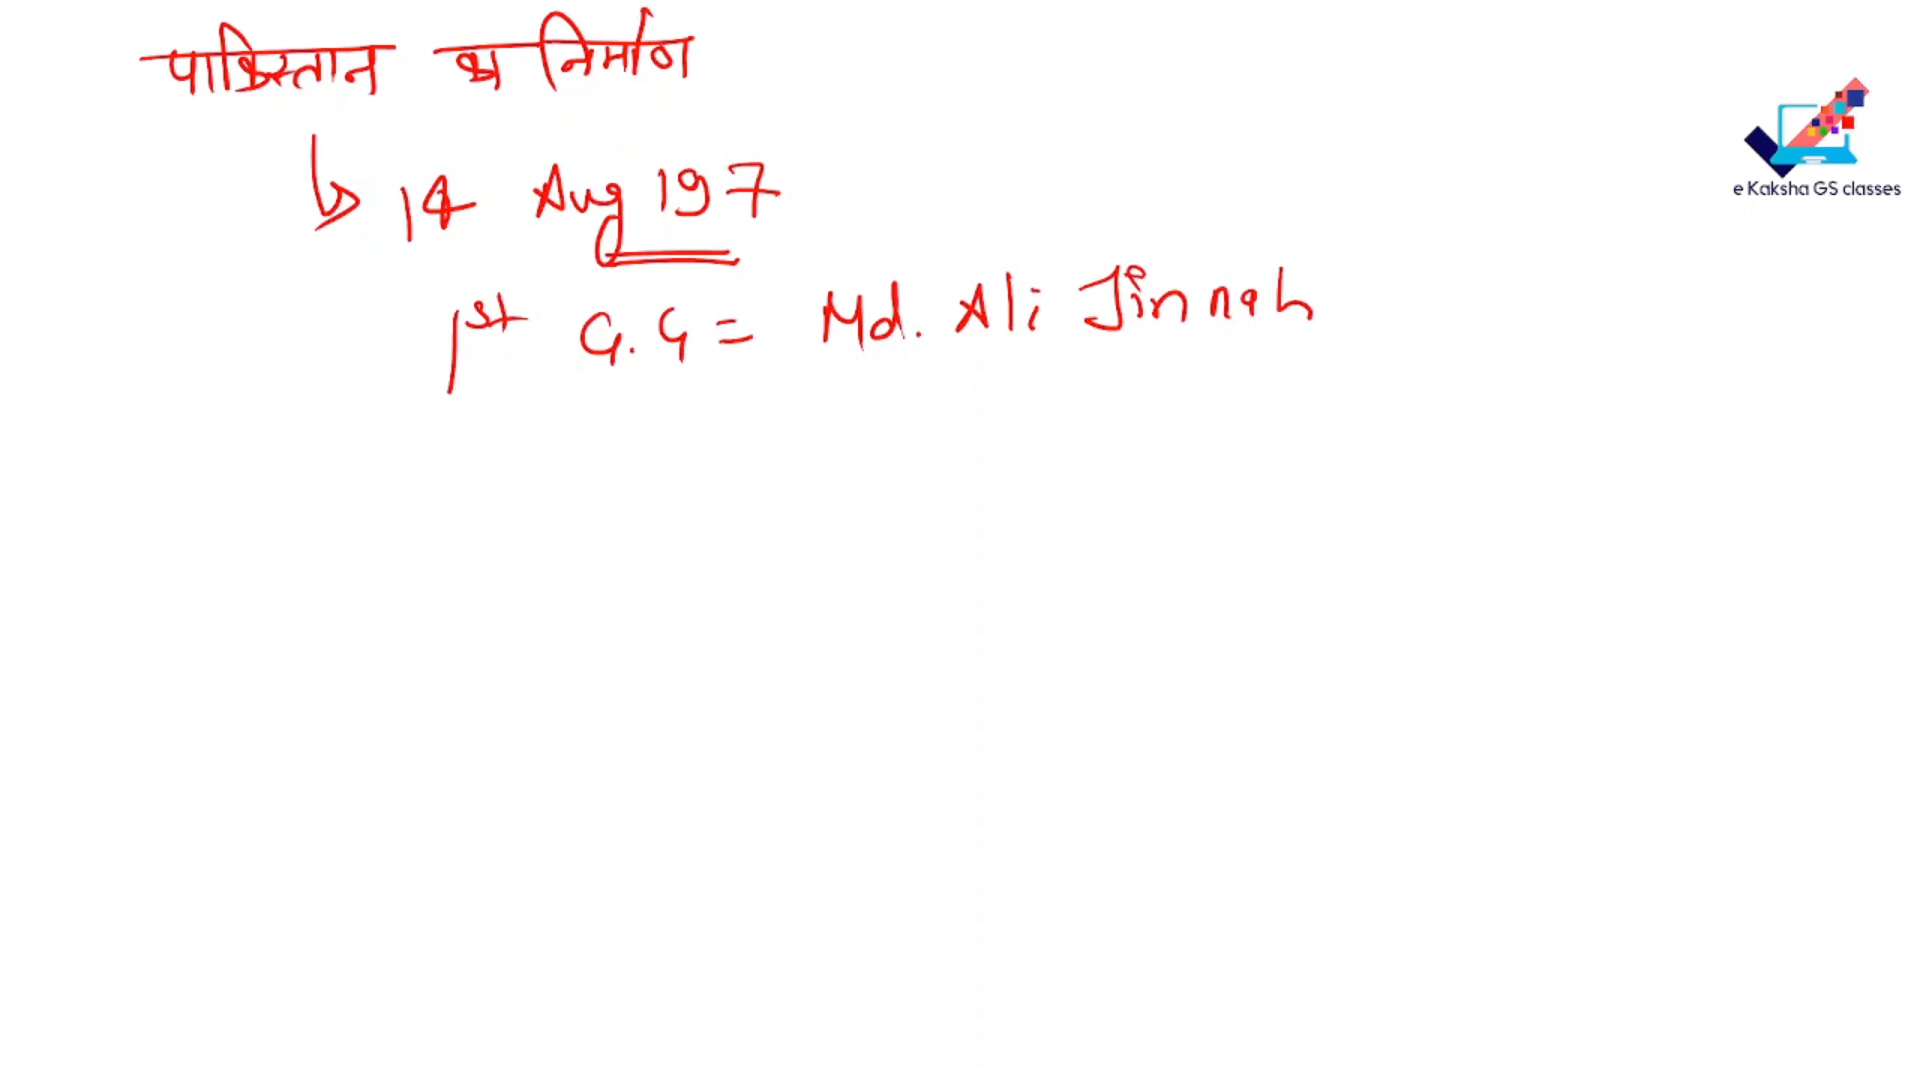 पाकिस्तान का निर्माण
14 Aug 197
1st G.G = Md. Ali Jinnah
e Kaksha GS classes